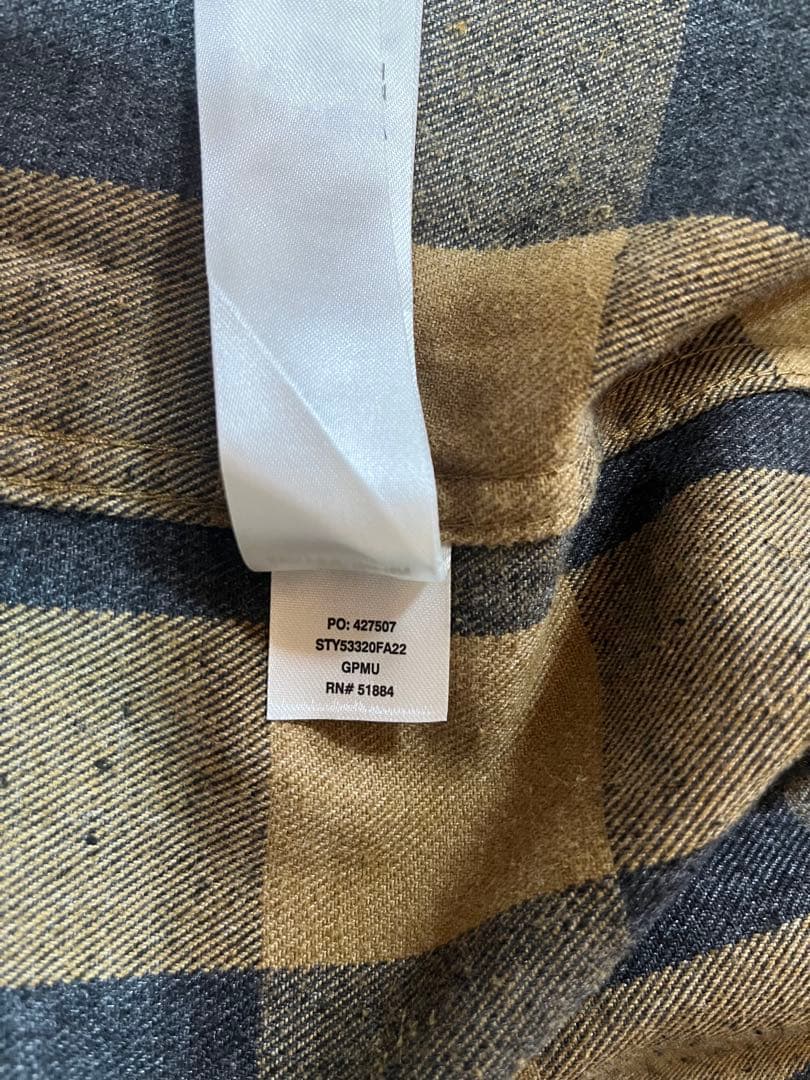 PO: 427507
STY53320FA22
GPMU
RN# 51884